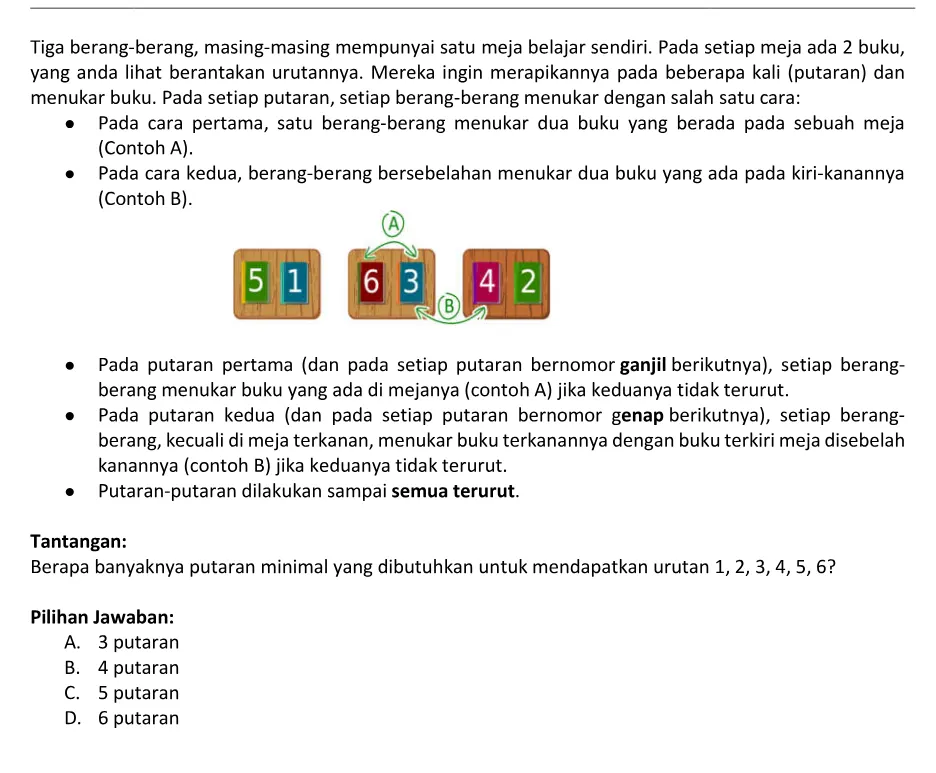 Tiga berang-berang, masing-masing mempunyai satu meja belajar sendiri. Pada setiap meja ada 2 buku,
yang anda lihat berantakan urutannya. Mereka ingin merapikannya pada beberapa kali (putaran) dan
menukar buku. Pada setiap putaran, setiap berang-berang menukar dengan salah satu cara:
● Pada cara pertama, satu berang-berang menukar dua buku yang berada pada sebuah meja
(Contoh A).
● Pada cara kedua, berang-berang bersebelahan menukar dua buku yang ada pada kiri-kanannya
(Contoh B).
A
5 1 6 3 4 2
B
● Pada putaran pertama (dan pada setiap putaran bernomor ganjil berikutnya), setiap berang-
berang menukar buku yang ada di mejanya (contoh A) jika keduanya tidak terurut.
● Pada putaran kedua (dan pada setiap putaran bernomor genap berikutnya), setiap berang-
berang, kecuali di meja terkanan, menukar buku terkanannya dengan buku terkiri meja disebelah
kanannya (contoh B) jika keduanya tidak terurut.
● Putaran-putaran dilakukan sampai semua terurut.
Tantangan:
Berapa banyaknya putaran minimal yang dibutuhkan untuk mendapatkan urutan 1, 2, 3, 4, 5, 6?
Pilihan Jawaban:
A. 3 putaran
B. 4 putaran
C. 5 putaran
D. 6 putaran